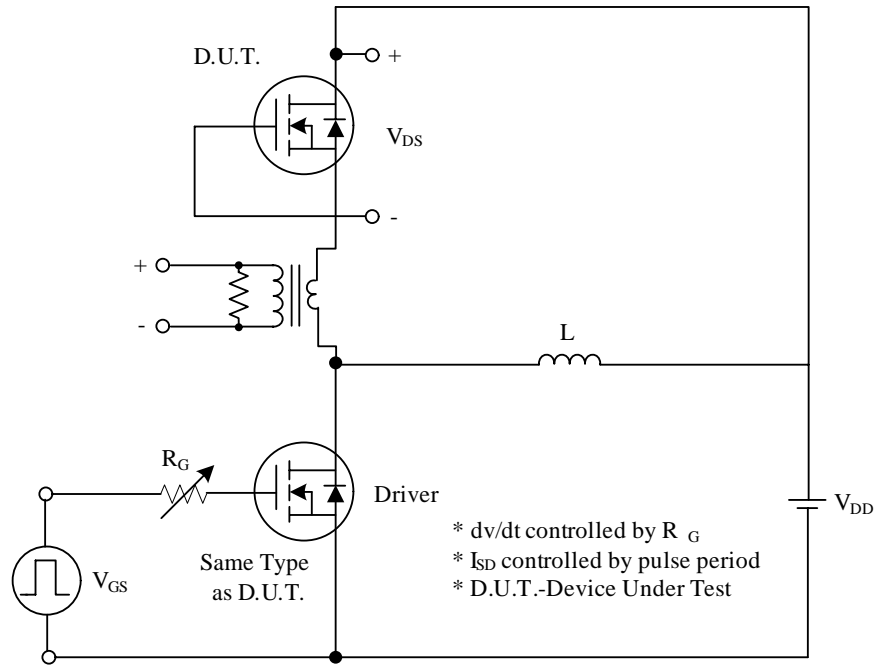 D.U.T.
+
VDS
-
+
-
L
RG
Driver
VDD
VGS
Same Type
as D.U.T.
* dv/dt controlled by R G
* ISD controlled by pulse period
* D.U.T.-Device Under Test